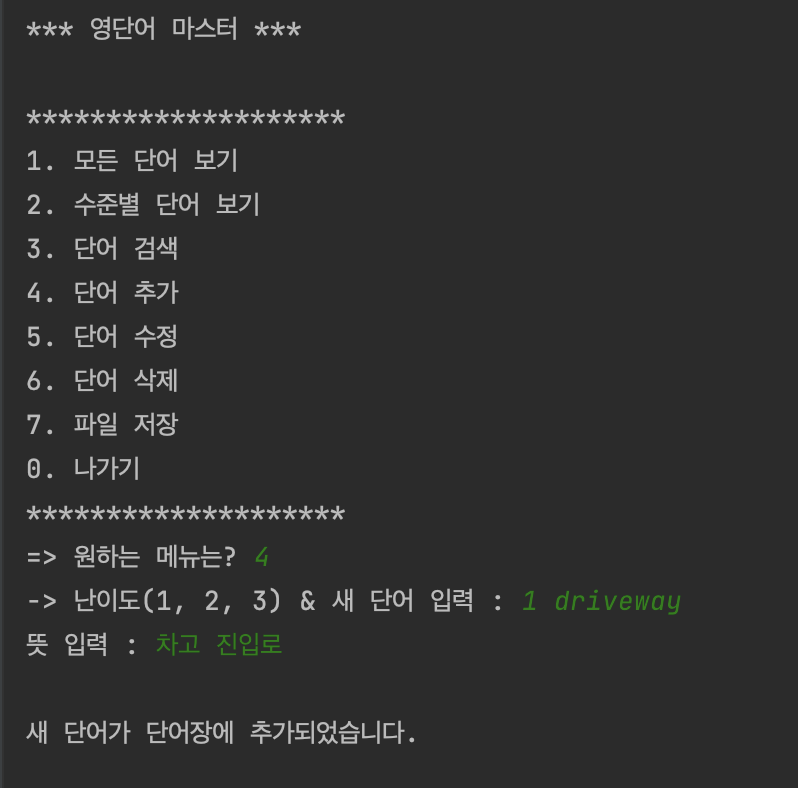 *** 영단어 마스터 ***
********************
1. 모든 단어 보기
2. 수준별 단어 보기
3. 단어 검색
4. 단어 추가
5. 단어 수정
6. 단어 삭제
7. 파일 저장
0. 나가기
********************
=> 원하는 메뉴는? 4
-> 난이도(1, 2, 3) & 새 단어 입력 : 1 driveway
뜻 입력 : 차고 진입로
새 단어가 단어장에 추가되었습니다.